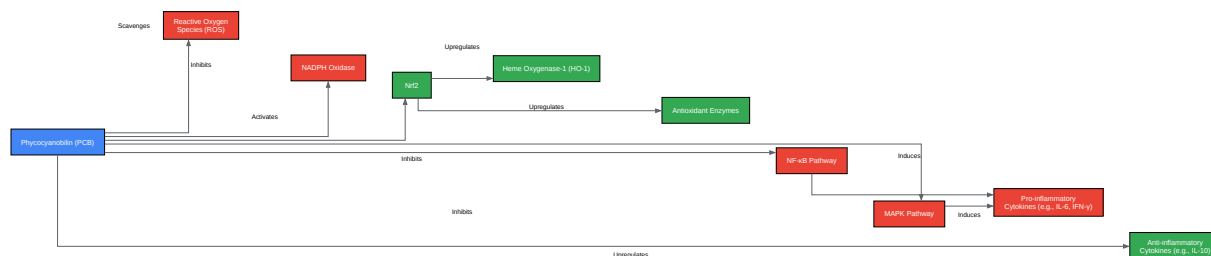 Scavenges
Reactive Oxygen
Species (ROS)
Inhibits
NADPH Oxidase
Upregulates
Heme Oxygenase-1 (HO-1)
Nrf2
Upregulates
Antioxidant Enzymes
Activates
Phycocyanobilin (PCB)
Inhibits
NF-κB Pathway
Induces
Pro-inflammatory
Cytokines (e.g., IL-6, IFN-γ)
MAPK Pathway
Induces
Inhibits
Anti-inflammatory
Cytokines (e.g., IL-10)
Upregulates